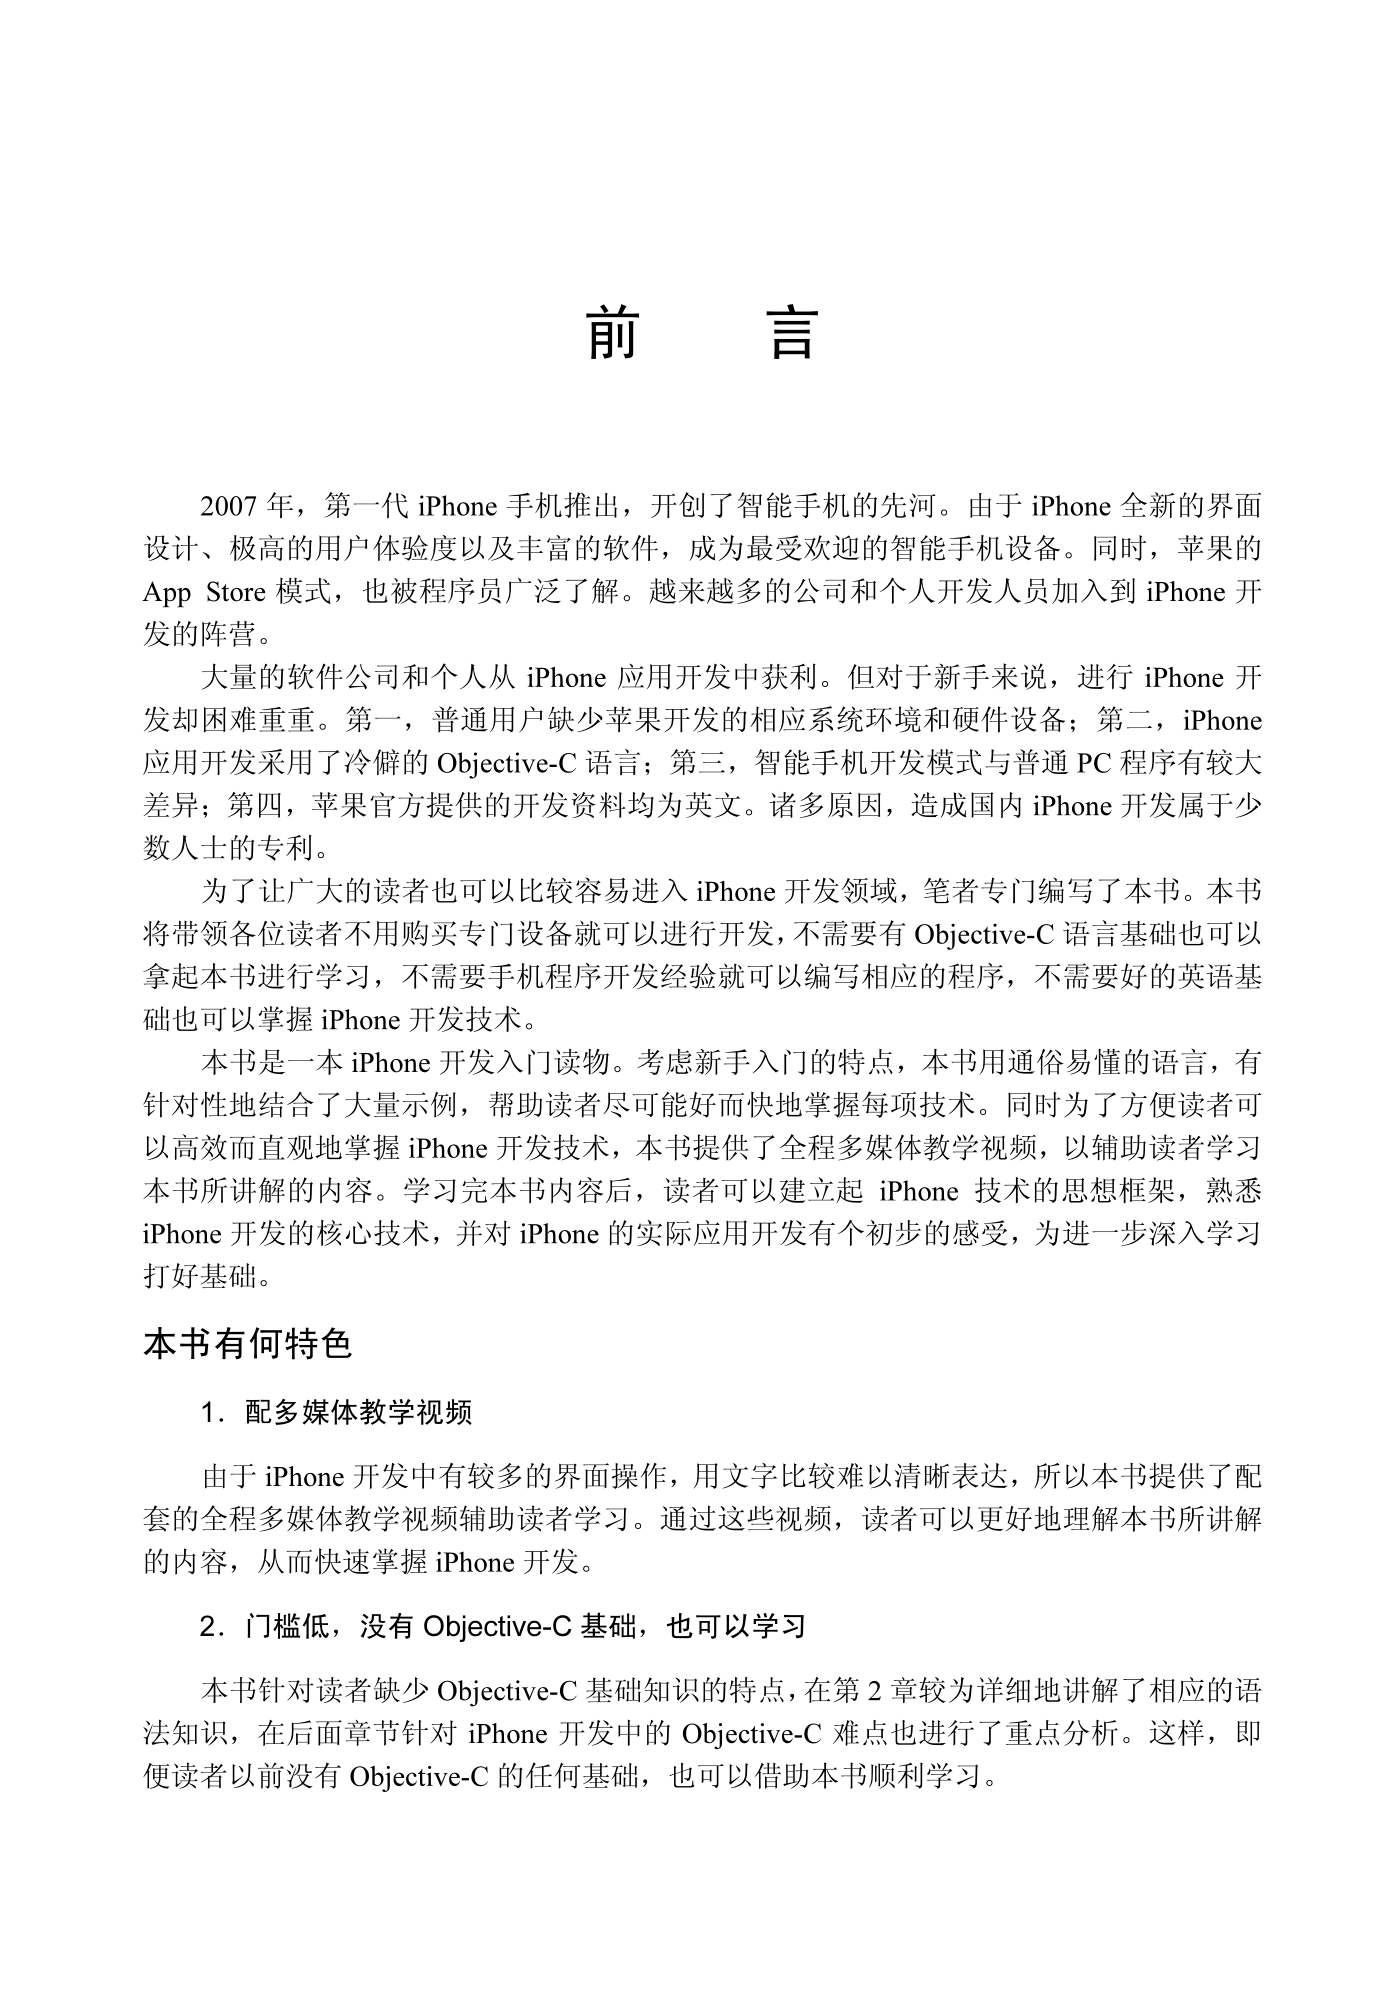 前言
2007 年，第一代 iPhone 手机推出，开创了智能手机的先河。由于 iPhone 全新的界面
设计、极高的用户体验度以及丰富的软件，成为最受欢迎的智能手机设备。同时，苹果的
App Store 模式，也被程序员广泛了解。越来越多的公司和个人开发人员加入到 iPhone 开
发的阵营。
大量的软件公司和个人从 iPhone 应用开发中获利。但对于新手来说，进行 iPhone 开
发却困难重重。第一，普通用户缺少苹果开发的相应系统环境和硬件设备；第二，iPhone
应用开发采用了冷僻的 Objective-C 语言；第三，智能手机开发模式与普通 PC 程序有较大
差异；第四，苹果官方提供的开发资料均为英文。诸多原因，造成国内 iPhone 开发属于少
数人士的专利。
为了让广大的读者也可以比较容易进入 iPhone 开发领域，笔者专门编写了本书。本书
将带领各位读者不用购买专门设备就可以进行开发，不需要有 Objective-C 语言基础也可以
拿起本书进行学习，不需要手机程序开发经验就可以编写相应的程序，不需要好的英语基
础也可以掌握 iPhone 开发技术。
本书是一本 iPhone 开发入门读物。考虑新手入门的特点，本书用通俗易懂的语言，有
针对性地结合了大量示例，帮助读者尽可能好而快地掌握每项技术。同时为了方便读者可
以高效而直观地掌握 iPhone 开发技术，本书提供了全程多媒体教学视频，以辅助读者学习
本书所讲解的内容。学习完本书内容后，读者可以建立起 iPhone 技术的思想框架，熟悉
iPhone 开发的核心技术，并对 iPhone 的实际应用开发有个初步的感受，为进一步深入学习
打好基础。
本书有何特色
1．配多媒体教学视频
由于 iPhone 开发中有较多的界面操作，用文字比较难以清晰表达，所以本书提供了配
套的全程多媒体教学视频辅助读者学习。通过这些视频，读者可以更好地理解本书所讲解
的内容，从而快速掌握 iPhone 开发。
2．门槛低，没有 Objective-C 基础，也可以学习
本书针对读者缺少 Objective-C 基础知识的特点，在第 2 章较为详细地讲解了相应的语
法知识，在后面章节针对 iPhone 开发中的 Objective-C 难点也进行了重点分析。这样，即
便读者以前没有 Objective-C 的任何基础，也可以借助本书顺利学习。